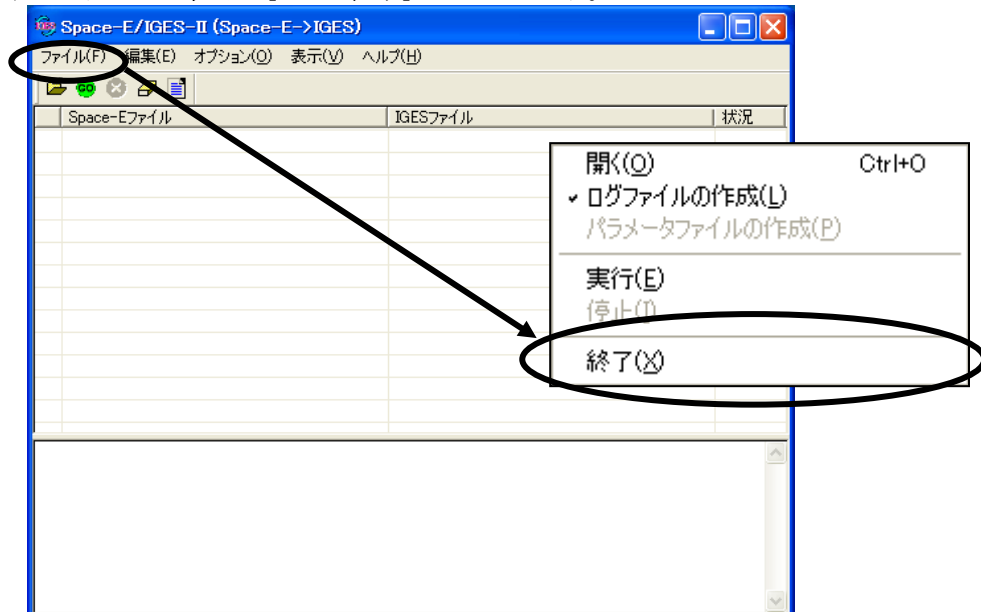 Space-E/IGES-II (Space-E->IGES)
ファイル(F) 編集(E) オプション(O) 表示(V) ヘルプ(H)
GO
Space-Eファイル IGESファイル 状況
開く(O) Ctrl+O
ログファイルの作成(L)
パラメータファイルの作成(P)
実行(E)
停止(I)
終了(X)